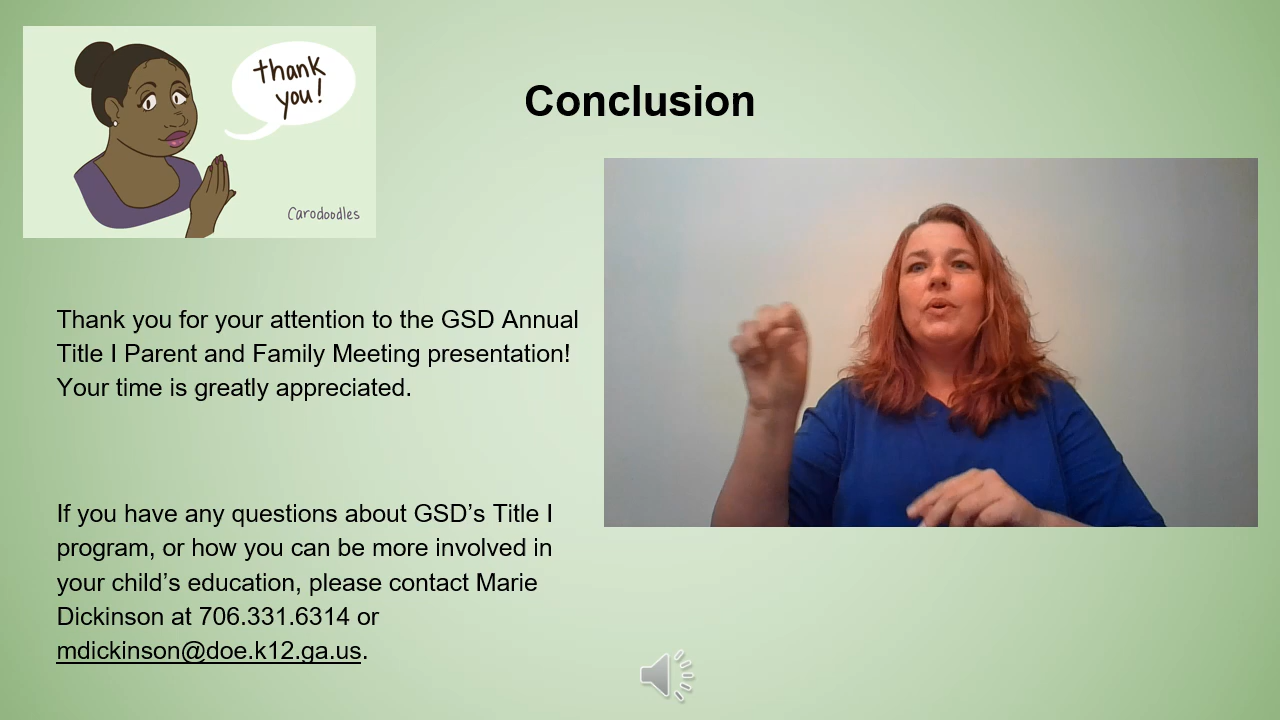 thank
you!
Carodoodles
Conclusion
Thank you for your attention to the GSD Annual
Title I Parent and Family Meeting presentation!
Your time is greatly appreciated.
If you have any questions about GSD’s Title I
program, or how you can be more involved in
your child’s education, please contact Marie
Dickinson at 706.331.6314 or
mdickinson@doe.k12.ga.us.